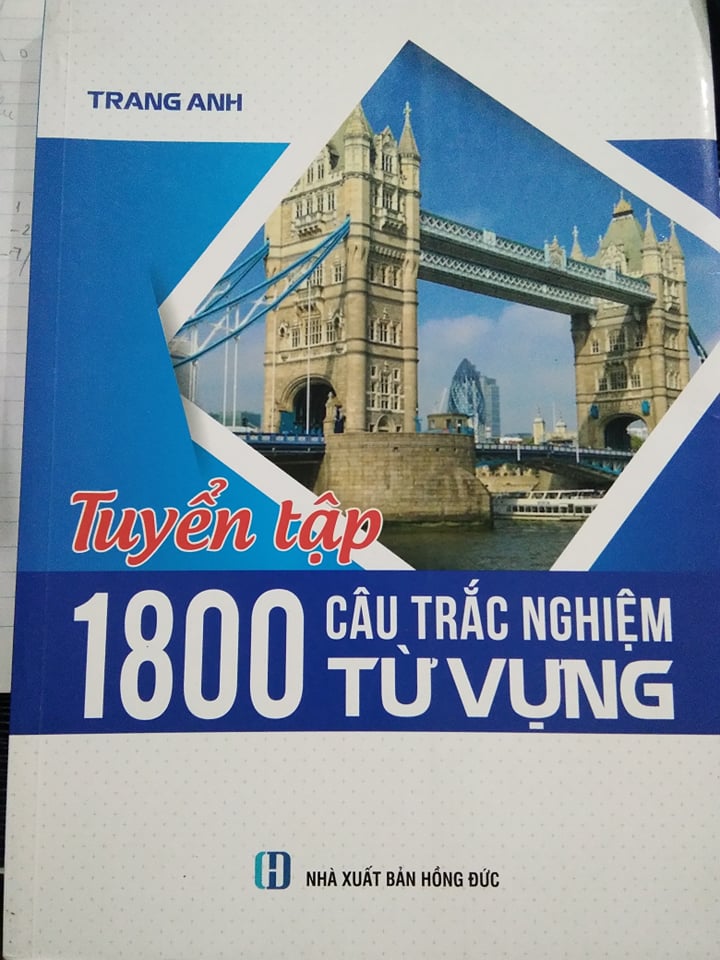 TRANG ANH
Tuyển tập
1800
CÂU TRẮC NGHIỆM
TỪ VỰNG
NHÀ XUẤT BẢN HỒNG ĐỨC